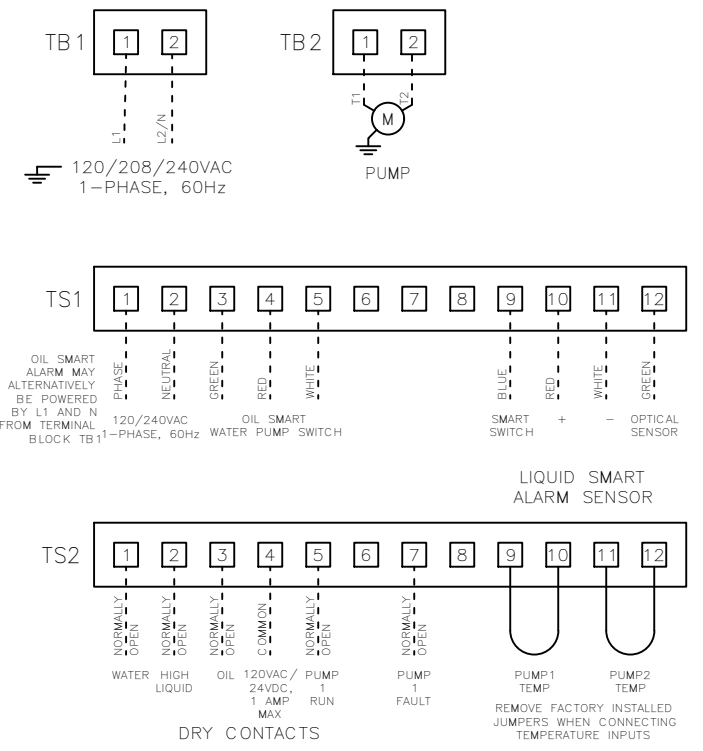 TB 1
1 2
L1
L2/N
120/208/240VAC
1-PHASE, 60Hz
TB 2
1 2
T1
T2
M
PUMP
TS1
1 2 3 4 5 6 7 8 9 10 11 12
OIL SMART
ALARM MAY
ALTERNATIVELY
BE POWERED
BY L1 AND N
FROM TERMINAL
BLOCK TB1
PHASE
NEUTRAL
GREEN
RED
WHITE
BLUE
RED
WHITE
GREEN
120/240VAC
1-PHASE, 60Hz
OIL SMART
WATER PUMP SWITCH
SMART
SWITCH
+
-
OPTICAL
SENSOR
LIQUID SMART
ALARM SENSOR
TS2
1 2 3 4 5 6 7 8 9 10 11 12
NORMALLY
OPEN
NORMALLY
OPEN
NORMALLY
OPEN
COMMON
NORMALLY
OPEN
NORMALLY
OPEN
WATER
HIGH
LIQUID
OIL
120VAC/
24VDC,
1 AMP
MAX
PUMP
1
RUN
PUMP
1
FAULT
PUMP1
TEMP
PUMP2
TEMP
DRY CONTACTS
REMOVE FACTORY INSTALLED
JUMPERS WHEN CONNECTING
TEMPERATURE INPUTS